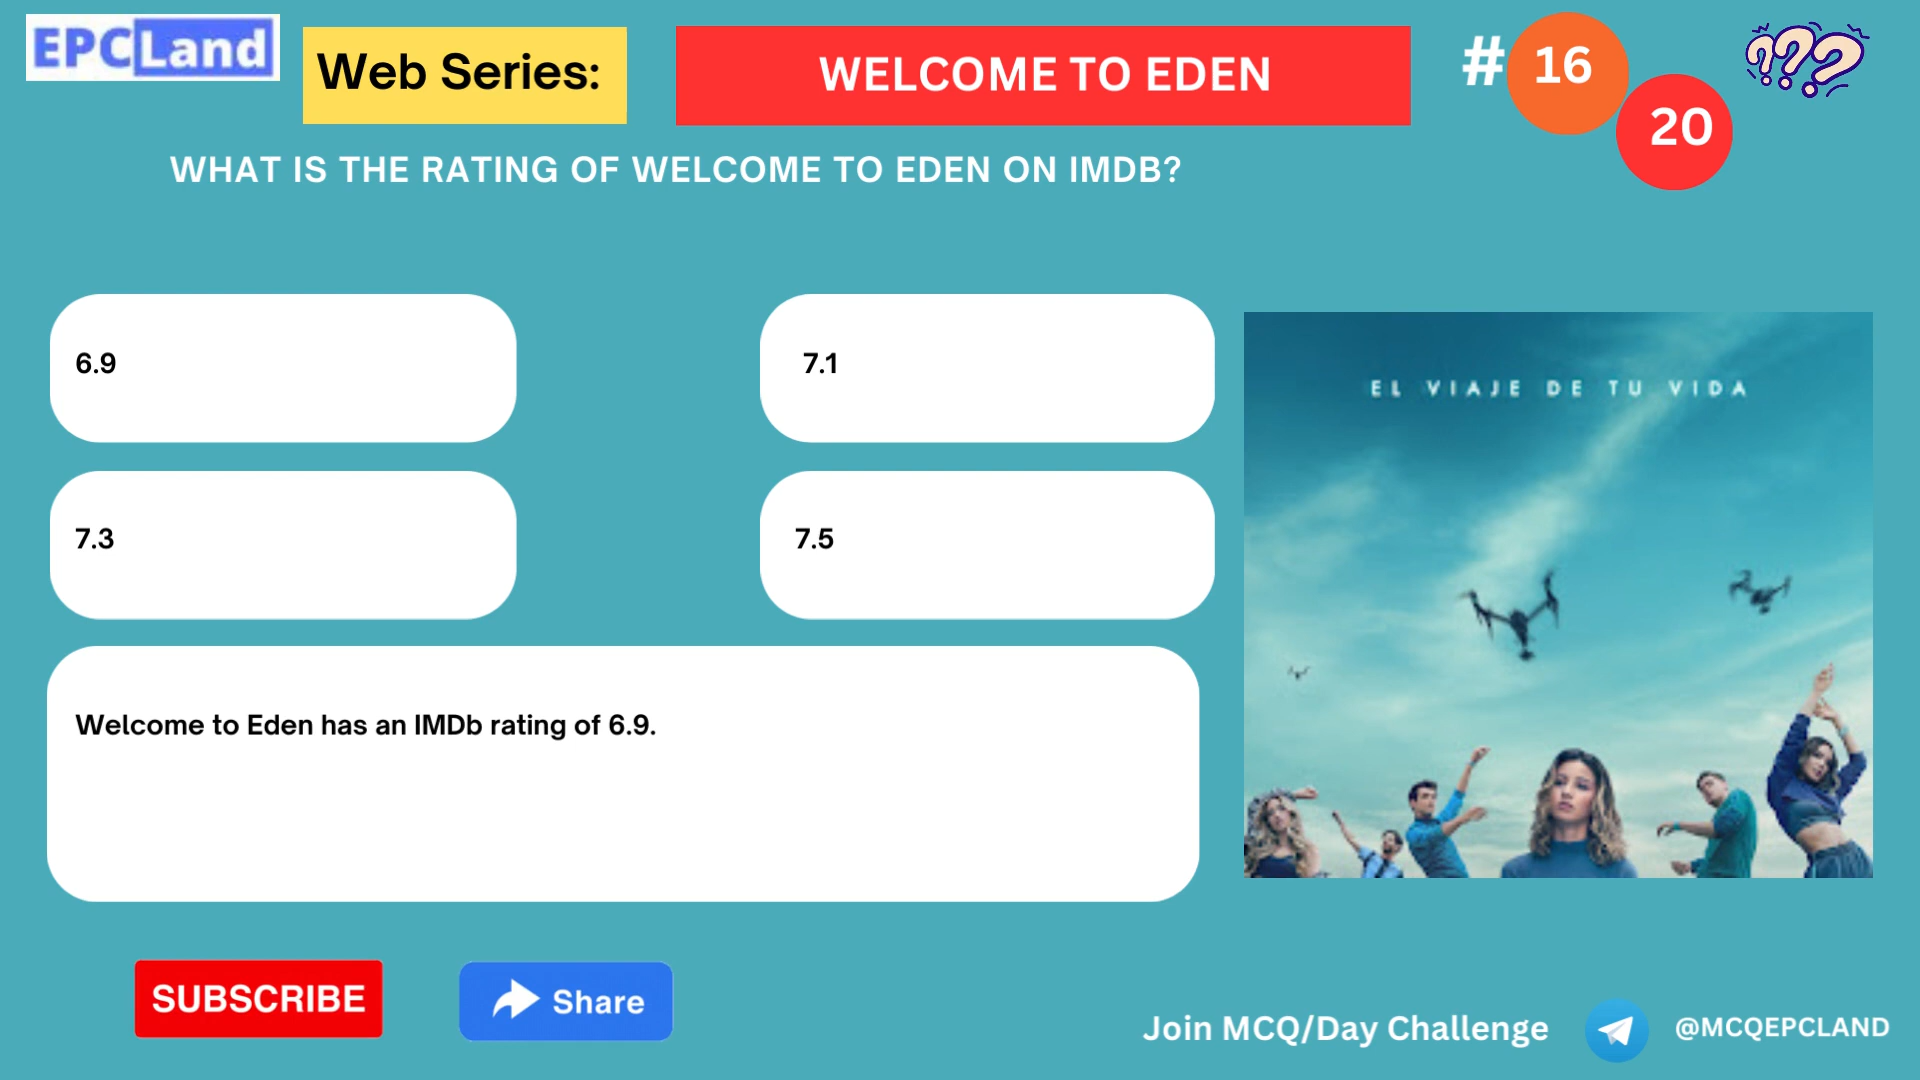 EPCLand
Web Series:
WELCOME TO EDEN
# 16
20
???
WHAT IS THE RATING OF WELCOME TO EDEN ON IMDB?
6.9
7.1
7.3
7.5
EL VIAJE DE TU VIDA
Welcome to Eden has an IMDb rating of 6.9.
SUBSCRIBE
Share
Join MCQ/Day Challenge
@MCQEPCLAND